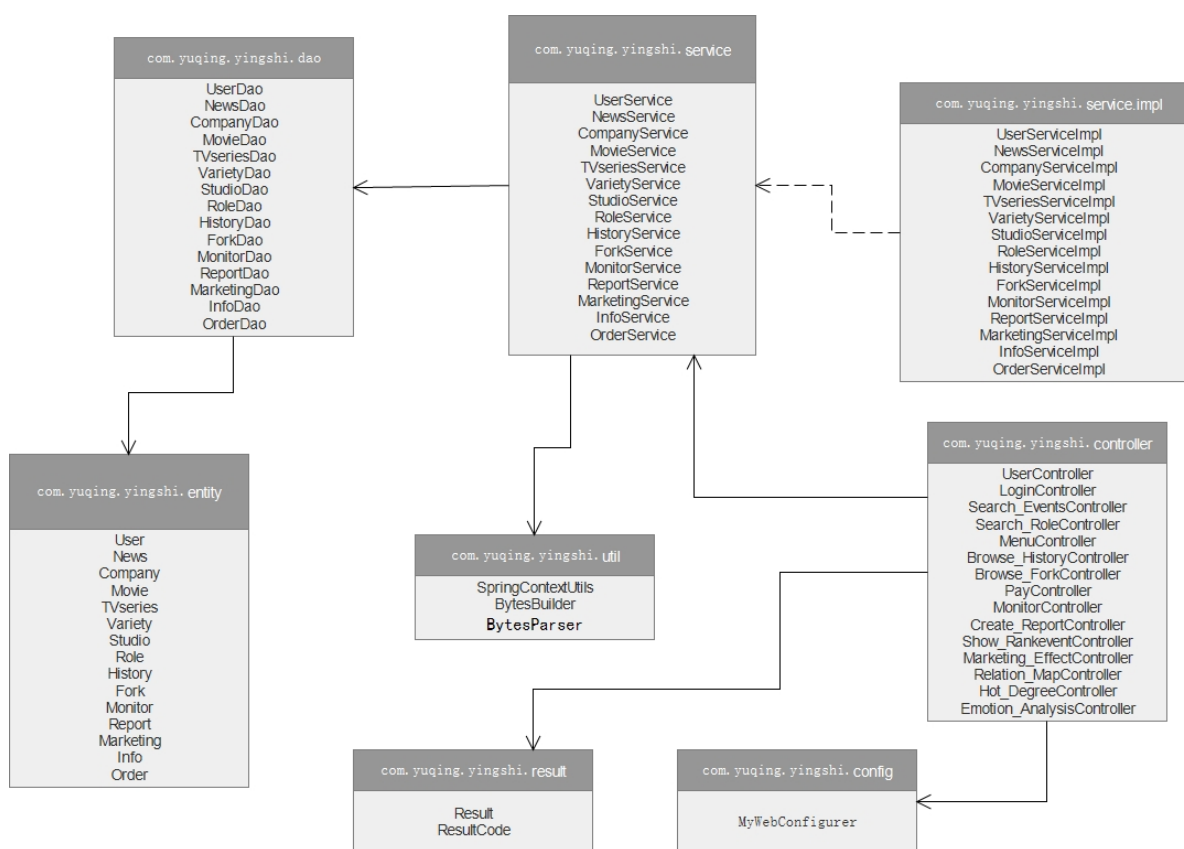 com.yuqing.yingshi.dao
UserDao
NewsDao
CompanyDao
MovieDao
TVseriesDao
VarietyDao
StudioDao
RoleDao
HistoryDao
ForkDao
MonitorDao
ReportDao
MarketingDao
InfoDao
OrderDao
com.yuqing.yingshi.service
UserService
NewsService
CompanyService
MovieService
TVseriesService
VarietyService
StudioService
RoleService
HistoryService
ForkService
MonitorService
ReportService
MarketingService
InfoService
OrderService
com.yuqing.yingshi.service.impl
UserServiceImpl
NewsServiceImpl
CompanyServiceImpl
MovieServiceImpl
TVseriesServiceImpl
VarietyServiceImpl
StudioServiceImpl
RoleServiceImpl
HistoryServiceImpl
ForkServiceImpl
MonitorServiceImpl
ReportServiceImpl
MarketingServiceImpl
InfoServiceImpl
OrderServiceImpl
com.yuqing.yingshi.entity
User
News
Company
Movie
TVseries
Variety
Studio
Role
History
Fork
Monitor
Report
Marketing
Info
Order
com.yuqing.yingshi.util
SpringContextUtils
BytesBuilder
BytesParser
com.yuqing.yingshi.controller
UserController
LoginController
Search_EventsController
Search_RoleController
MenuController
Browse_HistoryController
Browse_ForkController
PayController
MonitorController
Create_ReportController
Show_RankeventController
Marketing_EffectController
Relation_MapController
Hot_DegreeController
Emotion_AnalysisController
com.yuqing.yingshi.result
Result
ResultCode
com.yuqing.yingshi.config
MyWebConfigurer